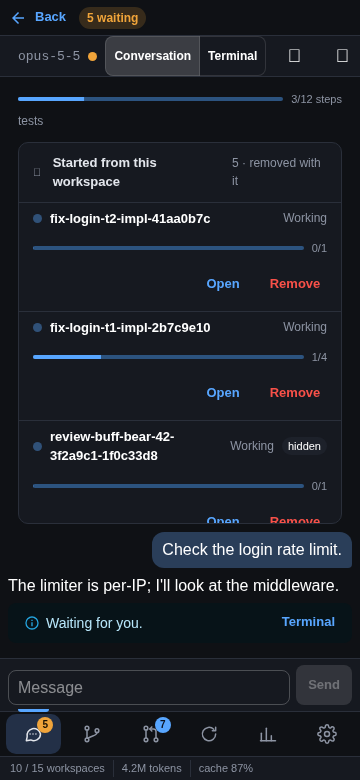 Back
5 waiting
opus-5-5
Conversation
Terminal
3/12 steps
tests
Started from this
workspace
5 · removed with
it
fix-login-t2-impl-41aa0b7c
Working
0/1
Open
Remove
fix-login-t1-impl-2b7c9e10
Working
1/4
Open
Remove
review-buff-bear-42-
3f2a9c1-1f0c33d8
Working
hidden
0/1
Open
Remove
Check the login rate limit.
The limiter is per-IP; I'll look at the middleware.
Waiting for you.
Terminal
Message
Send
5
7
10 / 15 workspaces
4.2M tokens
cache 87%